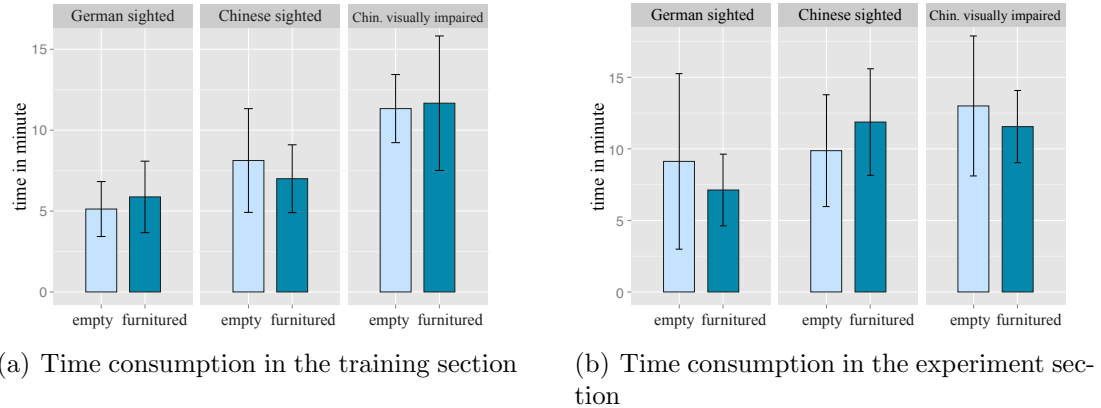 German sighted
Chinese sighted
Chin. visually impaired
time in minute
15
10
5
0
empty furnitured
empty furnitured
empty furnitured
(a) Time consumption in the training section
German sighted
Chinese sighted
Chin. visually impaired
time in minute
15
10
5
0
empty furnitured
empty furnitured
empty furnitured
(b) Time consumption in the experiment sec-
tion